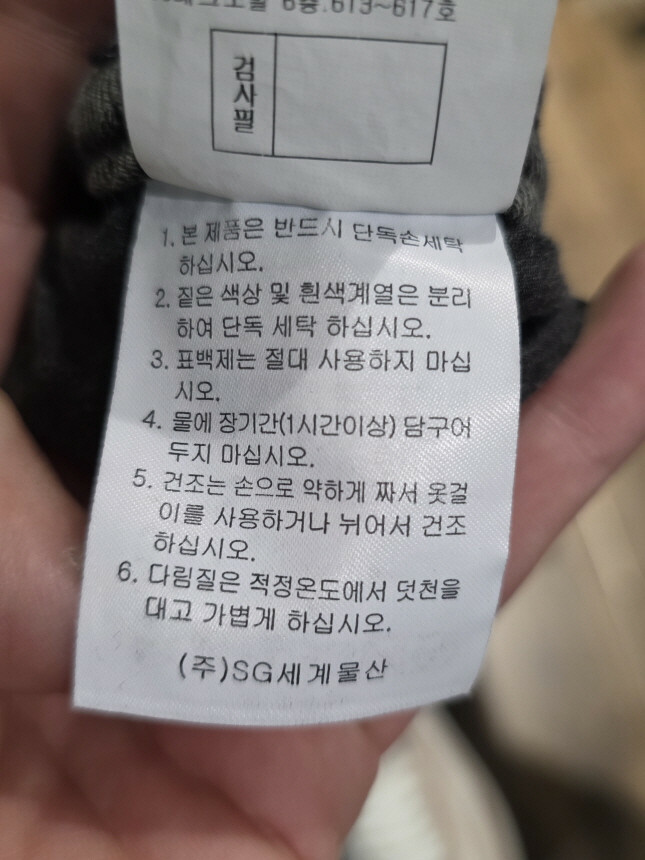 6층.613~617호
검사필
1. 본 제품은 반드시 단독손세탁
하십시오.
2. 짙은 색상 및 흰색계열은 분리
하여 단독 세탁 하십시오.
3. 표백제는 절대 사용하지 마십
시오.
4. 물에 장기간(1시간이상) 담구어
두지 마십시오.
5. 건조는 손으로 약하게 짜서 옷걸
이를 사용하거나 뉘어서 건조
하십시오.
6. 다림질은 적정온도에서 덧천을
대고 가볍게 하십시오.
(주)SG세계물산